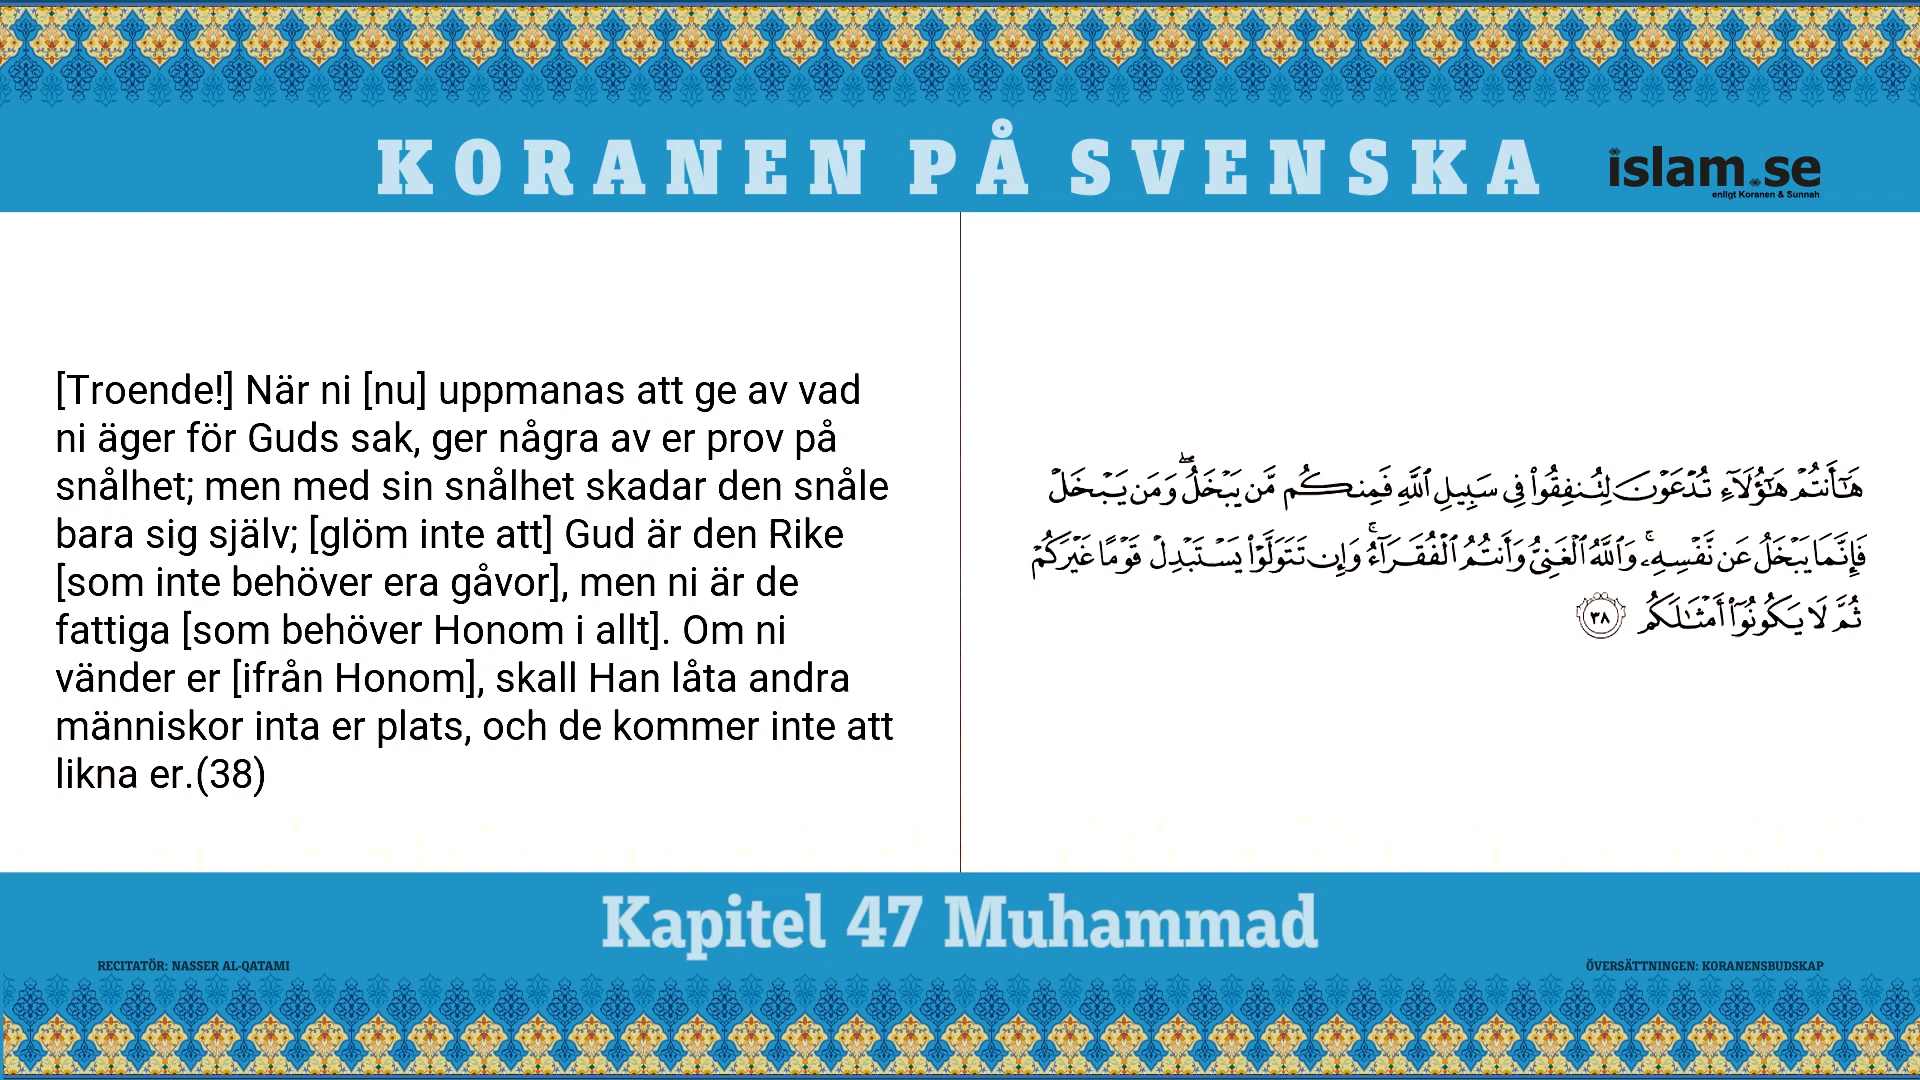 KORANEN PÅ SVENSKA
islam.se
enligt Koranen & Sunnah
[Troende!] När ni [nu] uppmanas att ge av vad
ni äger för Guds sak, ger några av er prov på
snålhet; men med sin snålhet skadar den snåle
bara sig själv; [glöm inte att] Gud är den Rike
[som inte behöver era gåvor], men ni är de
fattiga [som behöver Honom i allt]. Om ni
vänder er [ifrån Honom], skall Han låta andra
människor inta er plats, och de kommer inte att
likna er.(38)
هَٰٓأَنتُمْ هَٰٓؤُلَآءِ تُدْعَوْنَ لِتُنفِقُوا۟ فِى سَبِيلِ ٱللَّهِ فَمِنكُم مَّن يَبْخَلُ ۖ وَمَن يَبْخَلْ
فَإِنَّمَا يَبْخَلُ عَن نَّفْسِهِۦ ۚ وَٱللَّهُ ٱلْغَنِىُّ وَأَنتُمُ ٱلْفُقَرَآءُ ۚ وَإِن تَتَوَلَّوْا۟ يَسْتَبْدِلْ قَوْمًا غَيْرَكُمْ
ثُمَّ لَا يَكُونُوٓا۟ أَمْثَٰلَكُم ٣٨
Kapitel 47 Muhammad
RECITATÖR: NASSER AL-QATAMI
ÖVERSÄTTNINGEN: KORANENSBUDSKAP